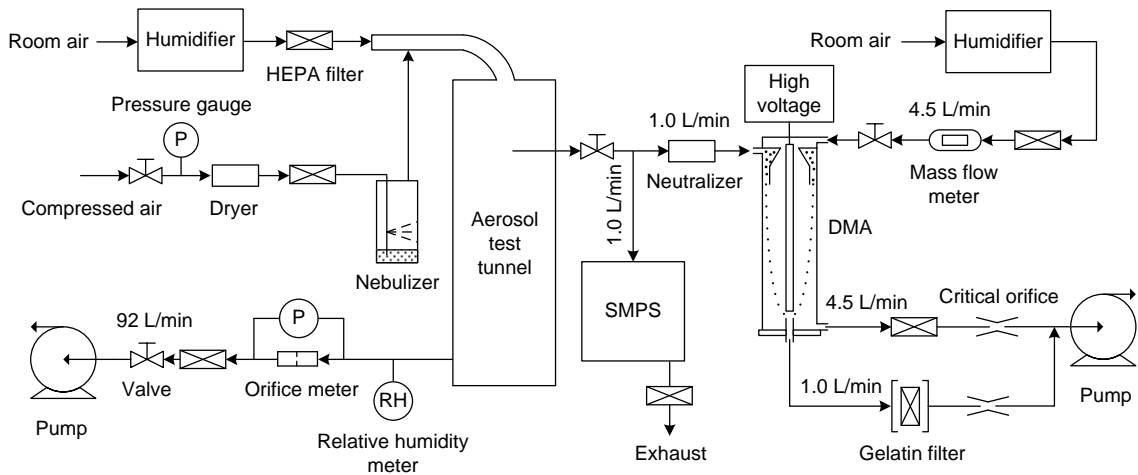 Room air
Humidifier
HEPA filter
Pressure gauge
P
Compressed air
Dryer
Nebulizer
Aerosol
test
tunnel
92 L/min
P
Pump
Valve
Orifice meter
RH
Relative humidity
meter
1.0 L/min
Neutralizer
1.0 L/min
SMPS
Exhaust
High
voltage
Room air
Humidifier
4.5 L/min
Mass flow
meter
DMA
4.5 L/min
Critical orifice
1.0 L/min
Gelatin filter
Pump